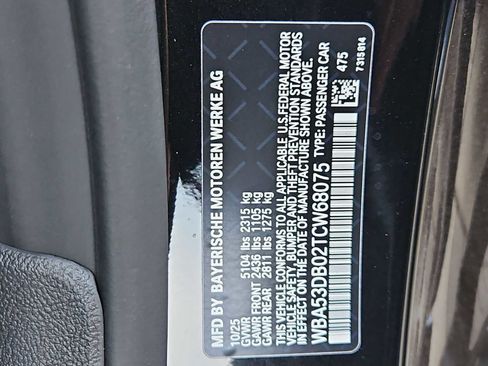 MFD BY BAYERISCHE MOTOREN WERKE AG
10/25
GVWR 5104 lbs 2315 kg
GAWR FRONT 2436 lbs 1105 kg
GAWR REAR 2811 lbs 1275 kg
THIS VEHICLE CONFORMS TO ALL APPLICABLE U.S.FEDERAL MOTOR
VEHICLE SAFETY, BUMPER AND THEFT PREVENTION STANDARDS
IN EFFECT ON THE DATE OF MANUFACTURE SHOWN ABOVE.
WBA53DB02TCW68075 TYPE: PASSENGER CAR
475
7315814